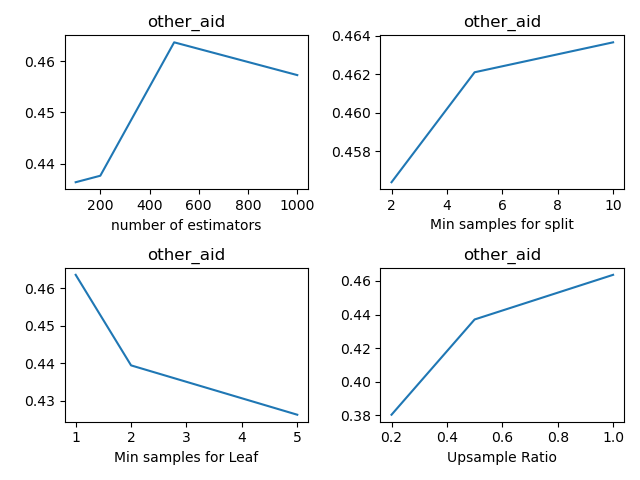 other_aid
0.46
0.45
0.44
200 400 600 800 1000
number of estimators
other_aid
0.464
0.462
0.460
0.458
2 4 6 8 10
Min samples for split
other_aid
0.46
0.45
0.44
0.43
1 2 3 4 5
Min samples for Leaf
other_aid
0.46
0.44
0.42
0.40
0.38
0.2 0.4 0.6 0.8 1.0
Upsample Ratio